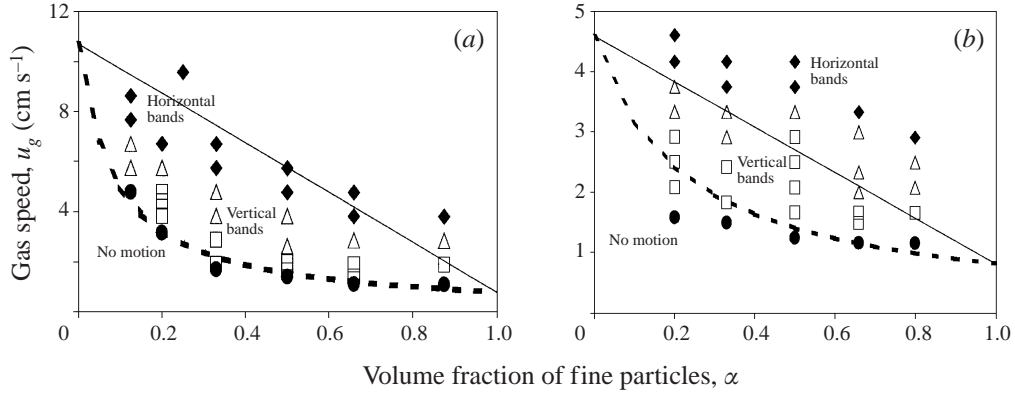 12
8
4
0
0.2
0.4
0.6
0.8
1.0
Gas speed, u_g (cm s⁻¹)
(a)
Horizontal
bands
Vertical
bands
No motion
5
4
3
2
1
0
0.2
0.4
0.6
0.8
1.0
(b)
Horizontal
bands
Vertical
bands
No motion
Volume fraction of fine particles, α